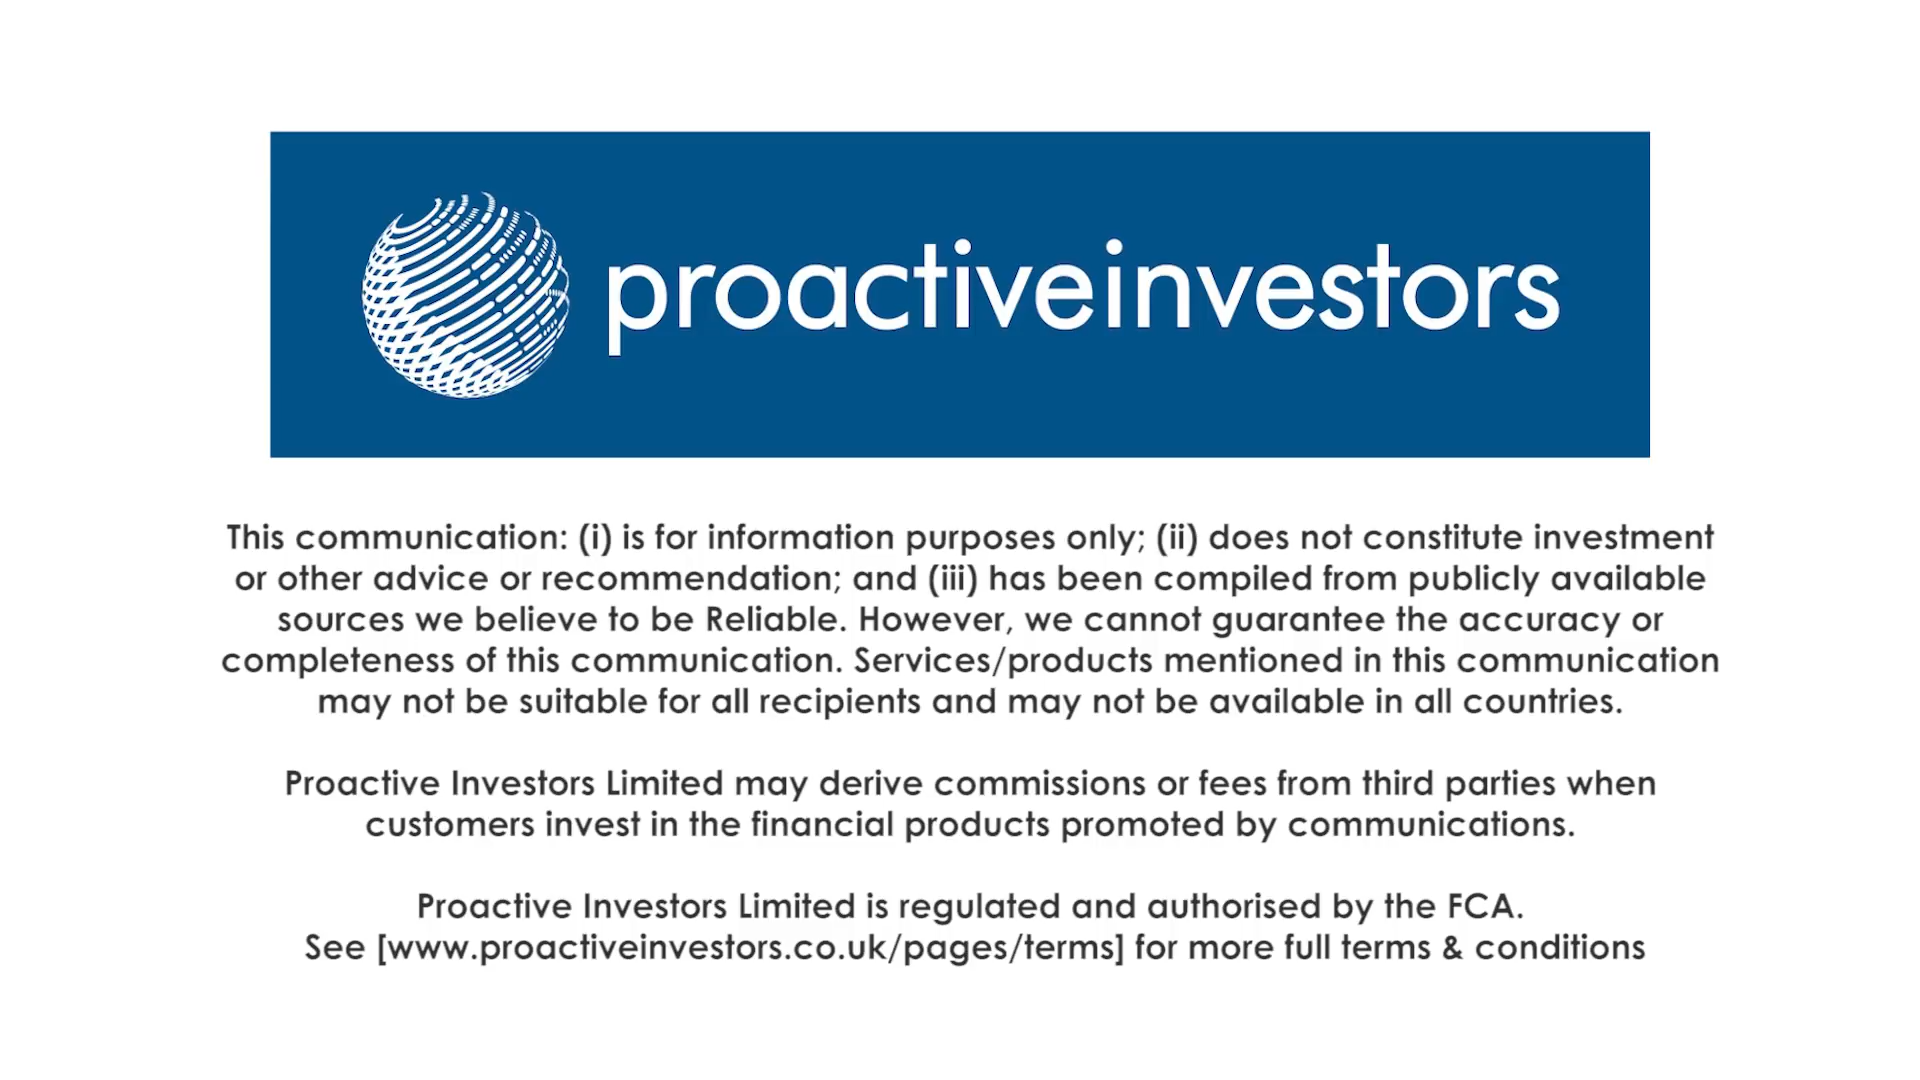 proactiveinvestors
This communication: (i) is for information purposes only; (ii) does not constitute investment
or other advice or recommendation; and (iii) has been compiled from publicly available
sources we believe to be Reliable. However, we cannot guarantee the accuracy or
completeness of this communication. Services/products mentioned in this communication
may not be suitable for all recipients and may not be available in all countries.
Proactive Investors Limited may derive commissions or fees from third parties when
customers invest in the financial products promoted by communications.
Proactive Investors Limited is regulated and authorised by the FCA.
See [www.proactiveinvestors.co.uk/pages/terms] for more full terms & conditions